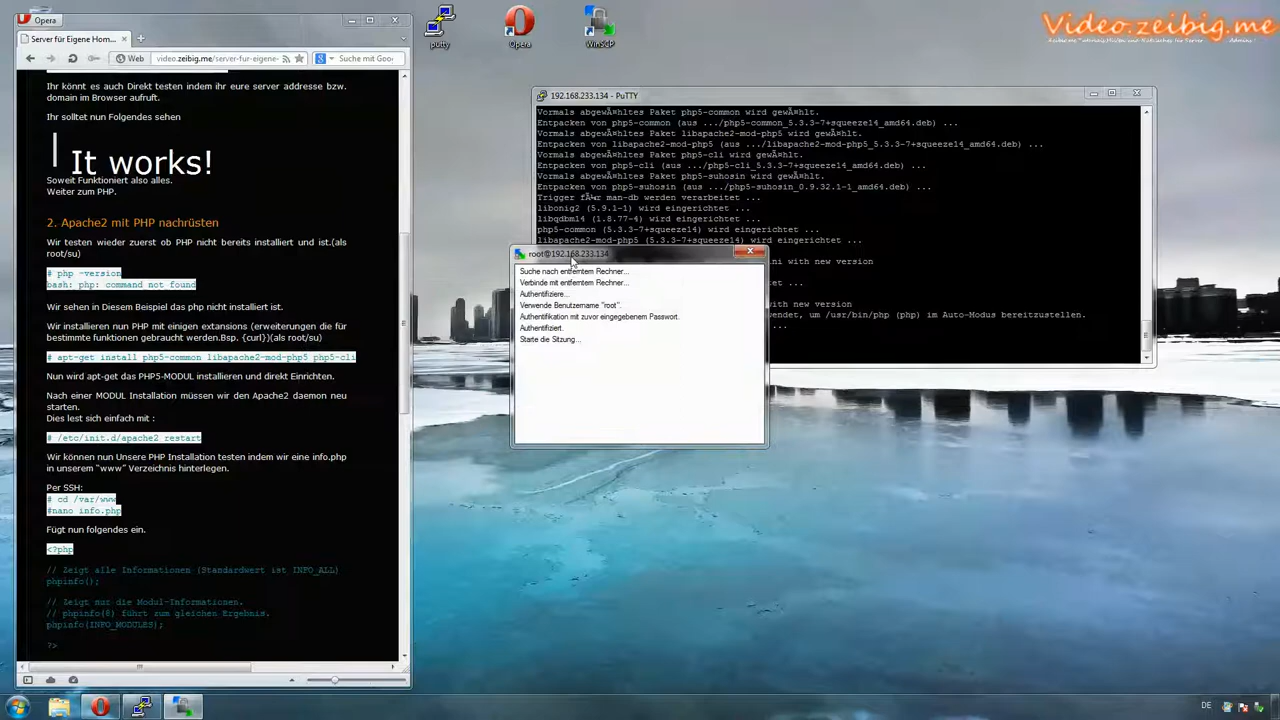 Opera
Server für Eigene Hom...
Web
video.zeibig.me/server-fur-eigene-
Suche mit Goo
Ihr könnt es auch Direkt testen indem ihr eure server addresse bzw.
domain im Browser aufruft.
Ihr solltet nun Folgendes sehen
It works!
Soweit Funktioniert also alles.
Weiter zum PHP.
2. Apache2 mit PHP nachrüsten
Wir testen wieder zuerst ob PHP nicht bereits installiert und ist.(als
root/su)
# php -version
bash: php: command not found
Wir sehen in Diesem Beispiel das php nicht installiert ist.
Wir installieren nun PHP mit einigen extansions (erweiterungen die für
bestimmte funktionen gebraucht werden.Bsp. {curl})(als root/su)
# apt-get install php5-common libapache2-mod-php5 php5-cli
Nun wird apt-get das PHP5-MODUL installieren und direkt Einrichten.
Nach einer MODUL Installation müssen wir den Apache2 daemon neu
starten.
Dies lest sich einfach mit :
# /etc/init.d/apache2 restart
Wir können nun Unsere PHP Installation testen indem wir eine info.php
in unserem "www" Verzeichnis hinterlegen.
Per SSH:
# cd /var/www
#nano info.php
Fügt nun folgendes ein.
<?php
// Zeigt alle Informationen (Standardwert ist INFO_ALL)
phpinfo();
// Zeigt nur die Modul-Informationen.
// phpinfo(8) führt zum gleichen Ergebnis.
phpinfo(INFO_MODULES);
?>
putty
Opera
WinSCP
Video.zeibig.me
192.168.233.134 - PuTTY
Vormals abgewÃ¤hltes Paket php5-common wird gewÃ¤hlt.
Entpacken von php5-common (aus .../php5-common_5.3.3-7+squeeze14_amd64.deb) ...
Vormals abgewÃ¤hltes Paket libapache2-mod-php5 wird gewÃ¤hlt.
Entpacken von libapache2-mod-php5 (aus .../libapache2-mod-php5_5.3.3-7+squeeze14_amd64.deb) ...
Vormals abgewÃ¤hltes Paket php5-cli wird gewÃ¤hlt.
Entpacken von php5-cli (aus .../php5-cli_5.3.3-7+squeeze14_amd64.deb) ...
Vormals abgewÃ¤hltes Paket php5-suhosin wird gewÃ¤hlt.
Entpacken von php5-suhosin (aus .../php5-suhosin_0.9.32.1-1_amd64.deb) ...
Trigger fÃ¼r man-db werden verarbeitet ...
libonig2 (5.9.1-1) wird eingerichtet ...
libqdbm14 (1.8.77-4) wird eingerichtet ...
php5-common (5.3.3-7+squeeze14) wird eingerichtet ...
libapache2-mod-php5 (5.3.3-7+squeeze14) wird eingerichtet ...
ini with new version
tet ...
with new version
wendet, um /usr/bin/php (php) im Auto-Modus bereitzustellen.
...
root@192.168.233.134
Suche nach entferntem Rechner...
Verbinde mit entferntem Rechner...
Authentifiziere...
Verwende Benutzername "root".
Authentifikation mit zuvor eingegebenem Passwort.
Authentifiziert.
Starte die Sitzung...
DE